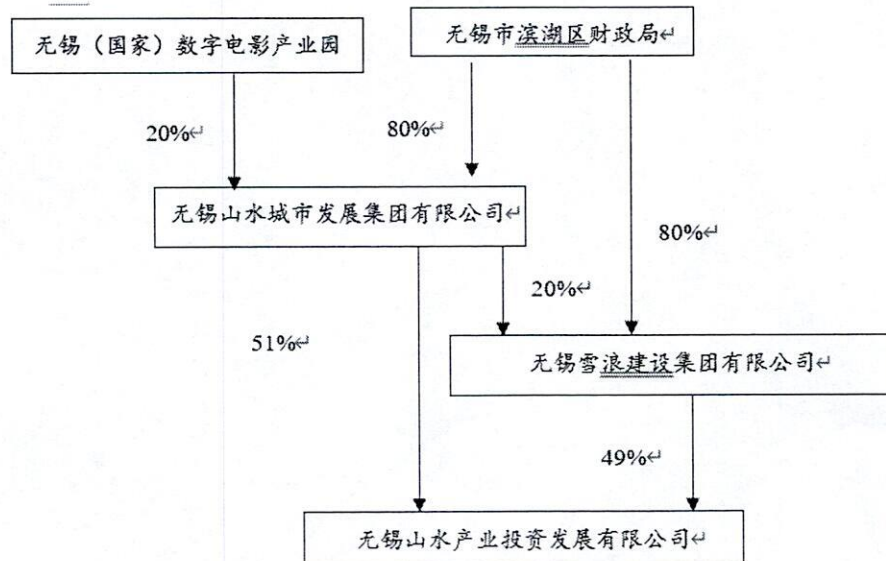 无锡（国家）数字电影产业园
无锡市滨湖区财政局↵
20%↵
80%↵
无锡山水城市发展集团有限公司↵
80%↵
20%↵
51%↵
无锡雪浪建设集团有限公司↵
49%↵
无锡山水产业投资发展有限公司↵